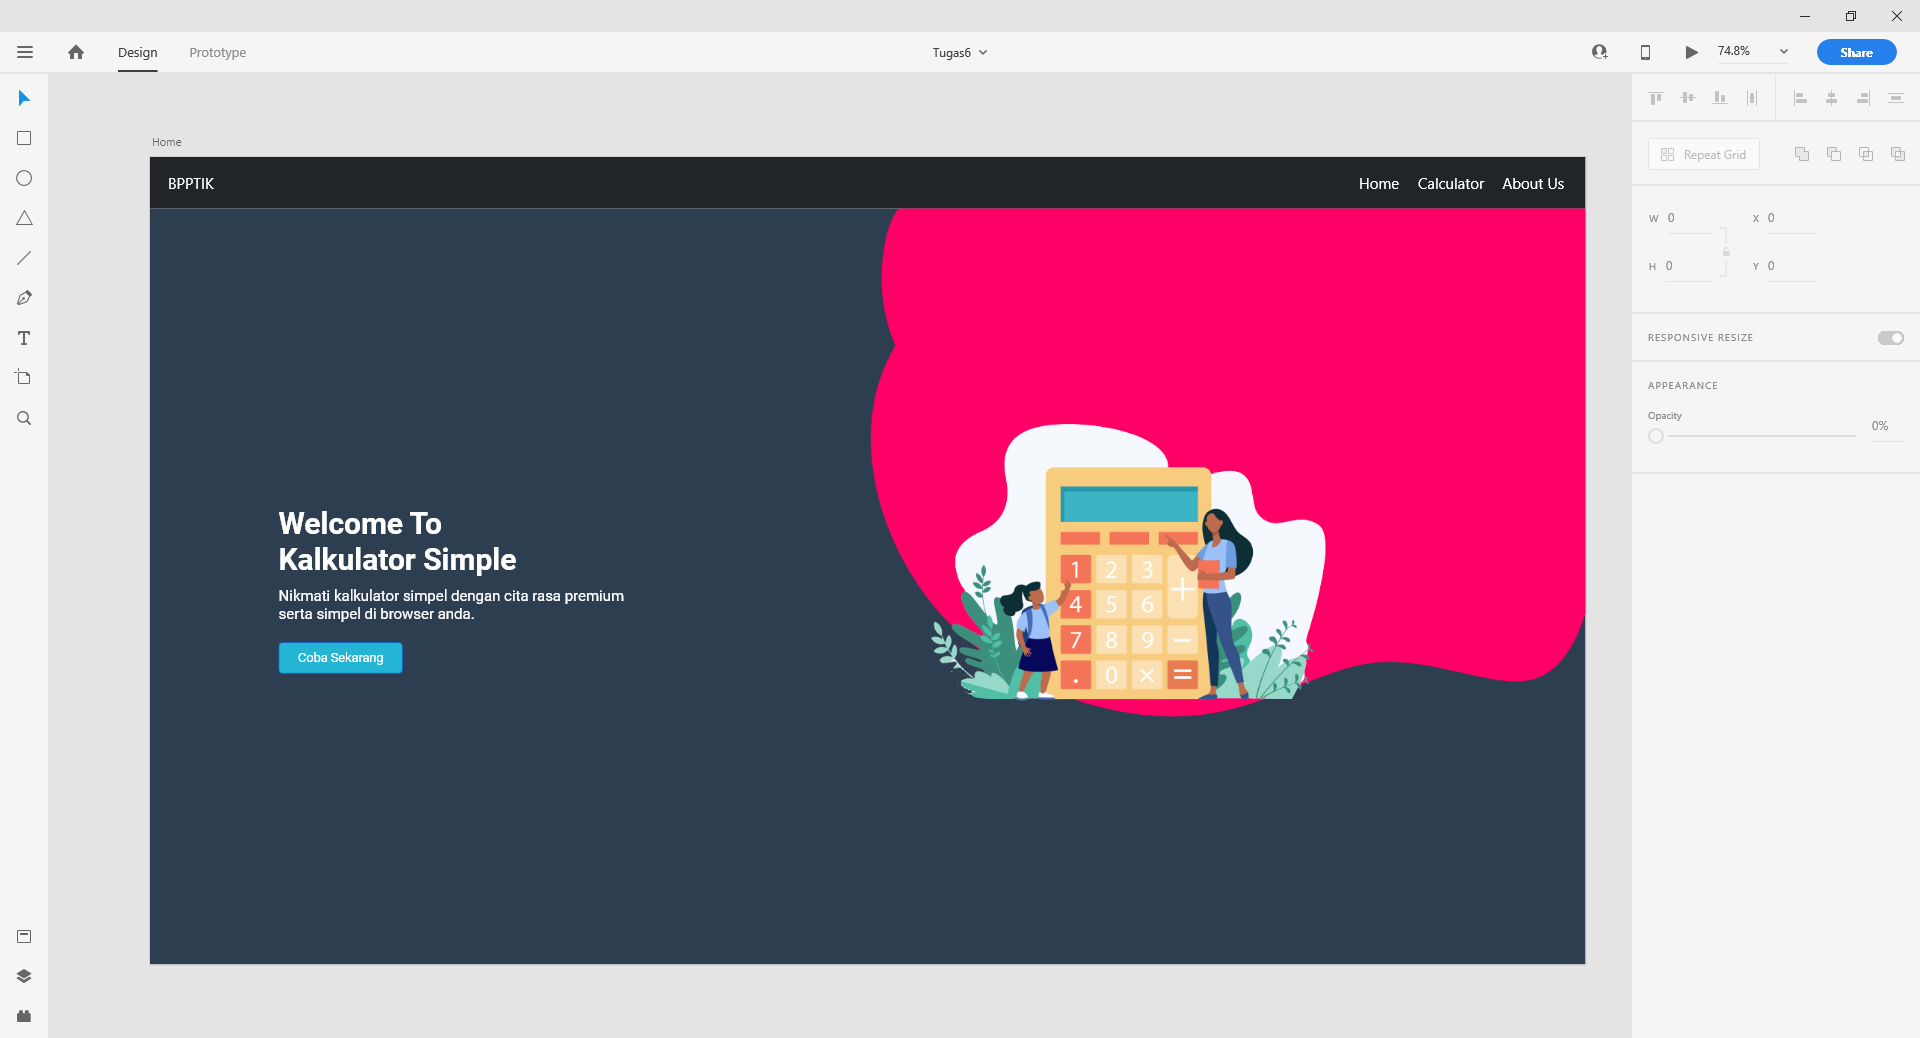 Design Prototype Tugas6 74.8% Share
Home
BPPTIK Home Calculator About Us
Welcome To
Kalkulator Simple
Nikmati kalkulator simpel dengan cita rasa premium
serta simpel di browser anda.
Coba Sekarang
1 2 3 +
4 5 6
7 8 9 −
. 0 × =
Repeat Grid
W 0 X 0
H 0 Y 0
RESPONSIVE RESIZE
APPEARANCE
Opacity
0%